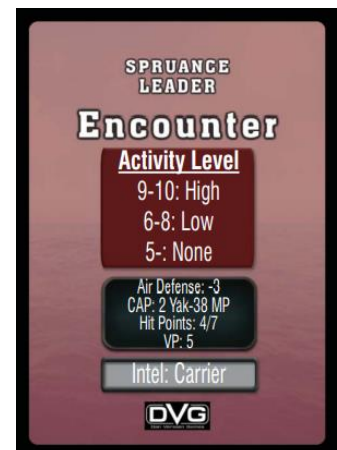 SPRUANCE
LEADER
Encounter
Activity Level
9-10: High
6-8: Low
5-: None
Air Defense: -3
CAP: 2 Yak-38 MP
Hit Points: 4/7
VP: 5
Intel: Carrier
DVG